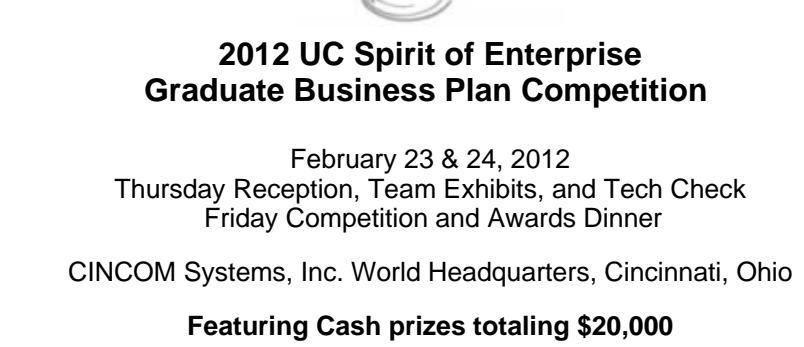 2012 UC Spirit of Enterprise
Graduate Business Plan Competition
February 23 & 24, 2012
Thursday Reception, Team Exhibits, and Tech Check
Friday Competition and Awards Dinner
CINCOM Systems, Inc. World Headquarters, Cincinnati, Ohio
Featuring Cash prizes totaling $20,000